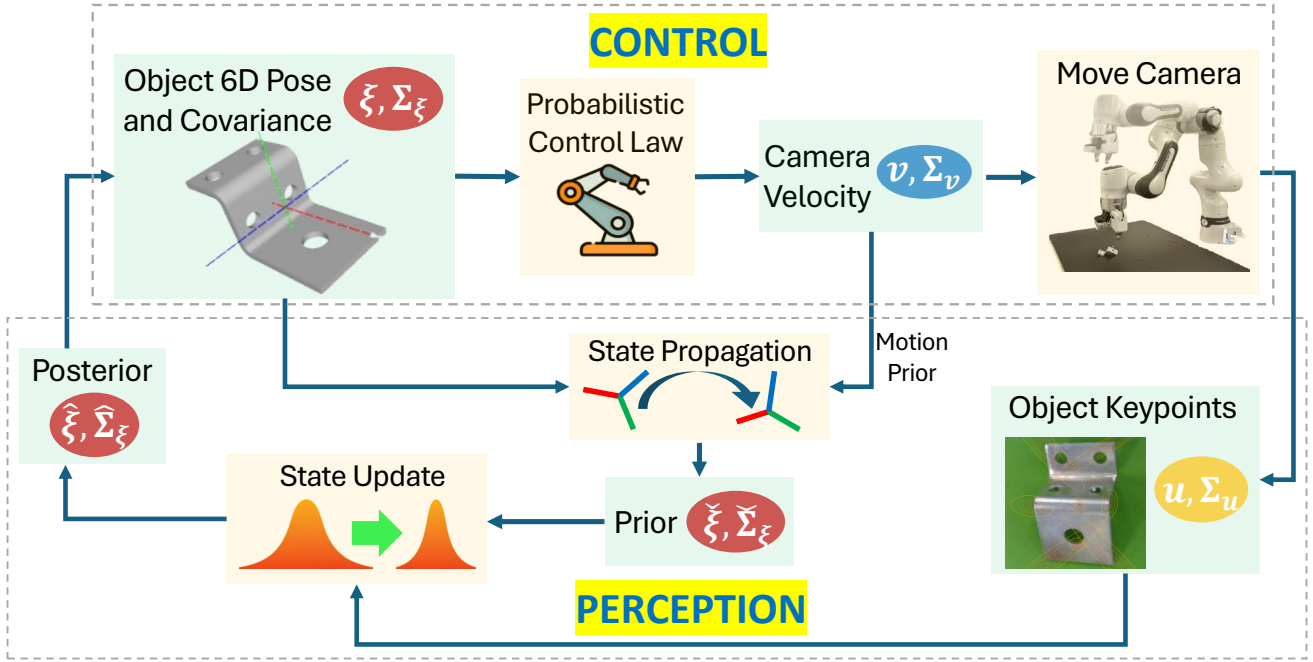 CONTROL
Object 6D Pose
and Covariance
ξ, Σ_ξ
Probabilistic
Control Law
Camera
Velocity
v, Σ_v
Move Camera
Motion
Prior
State Propagation
Posterior
ξ̂, Σ̂_ξ
Object Keypoints
u, Σ_u
State Update
Prior
ξ̌, Σ̌_ξ
PERCEPTION